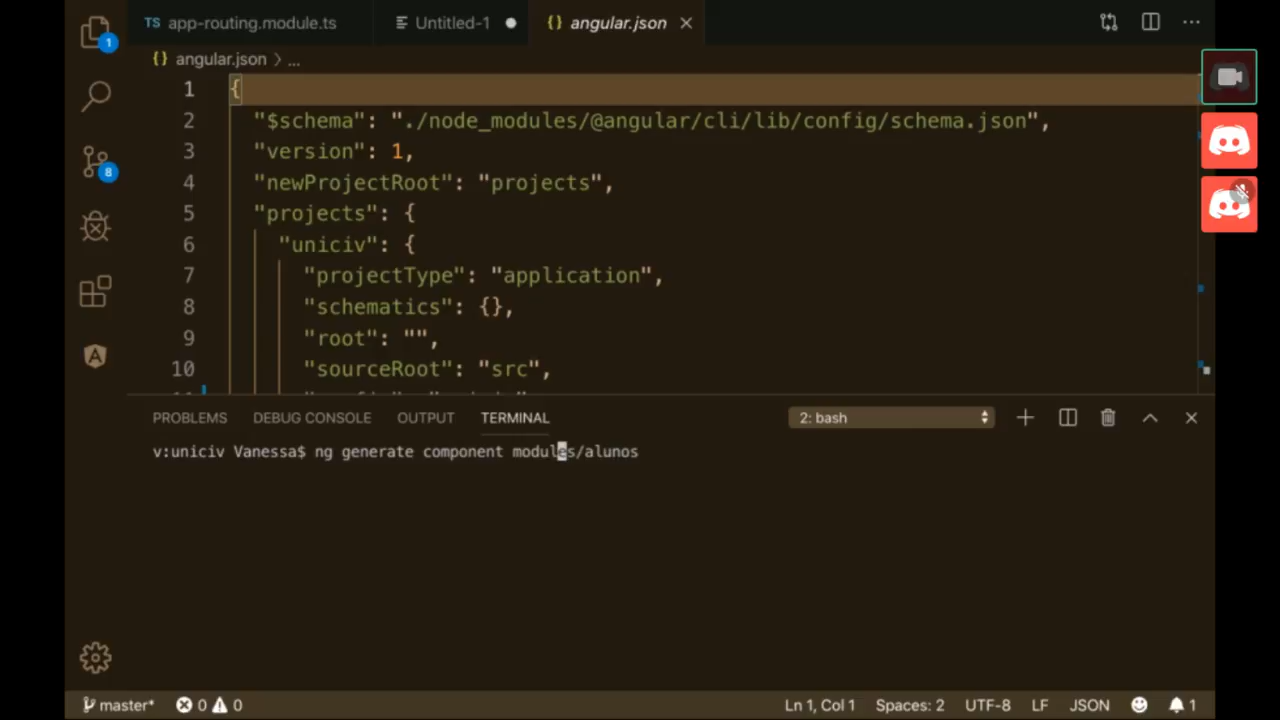 TS app-routing.module.ts Untitled-1 {} angular.json
{} angular.json > ...
1 {
2 "$schema": "./node_modules/@angular/cli/lib/config/schema.json",
3 "version": 1,
4 "newProjectRoot": "projects",
5 "projects": {
6 "uniciv": {
7 "projectType": "application",
8 "schematics": {},
9 "root": "",
10 "sourceRoot": "src",
1
8
PROBLEMS DEBUG CONSOLE OUTPUT TERMINAL 2: bash
v:uniciv Vanessa$ ng generate component modules/alunos
master* 0 0 Ln 1, Col 1 Spaces: 2 UTF-8 LF JSON 1